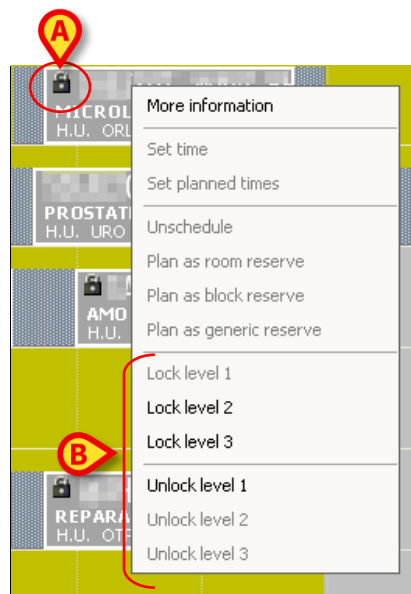 A
MICROL
H.U. ORL
More information
Set time
Set planned times
PROSTATI
H.U. URO
Unschedule
Plan as room reserve
Plan as block reserve
Plan as generic reserve
AMO
H.U.
Lock level 1
Lock level 2
Lock level 3
B
Unlock level 1
Unlock level 2
Unlock level 3
REPARA
H.U. OTR